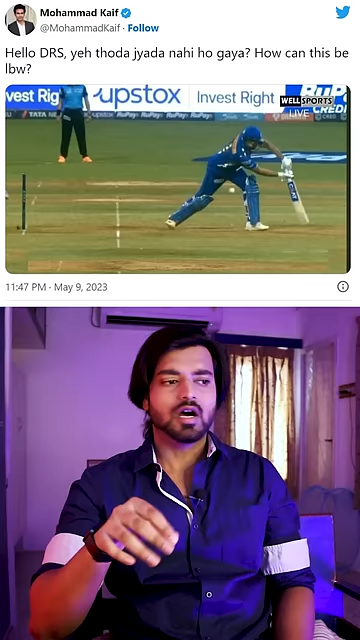 Mohammad Kaif
@MohammadKaif · Follow
Hello DRS, yeh thoda jyada nahi ho gaya? How can this be
lbw?
upstox
Invest Right
WELLSPORTS
LIVE
11:47 PM · May 9, 2023